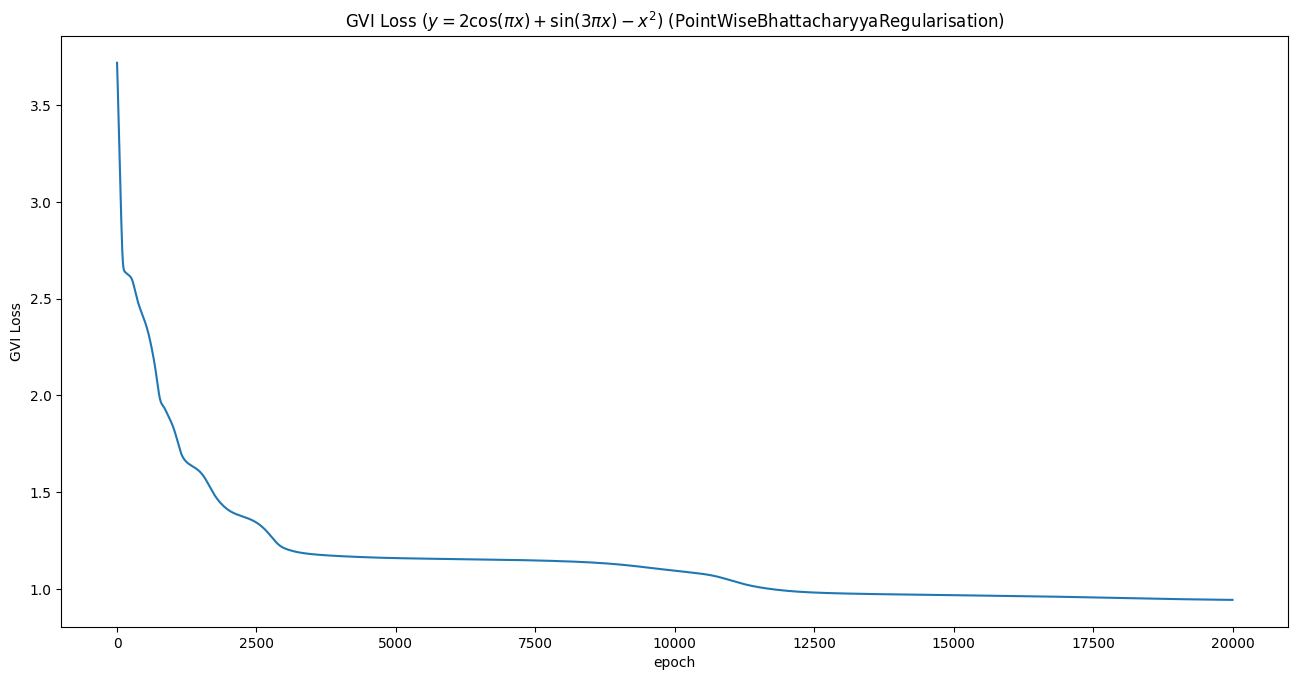 GVI Loss (y = 2cos(πx) + sin(3πx) − x²) (PointWiseBhattacharyyaRegularisation)
GVI Loss
3.5
3.0
2.5
2.0
1.5
1.0
0 2500 5000 7500 10000 12500 15000 17500 20000
epoch